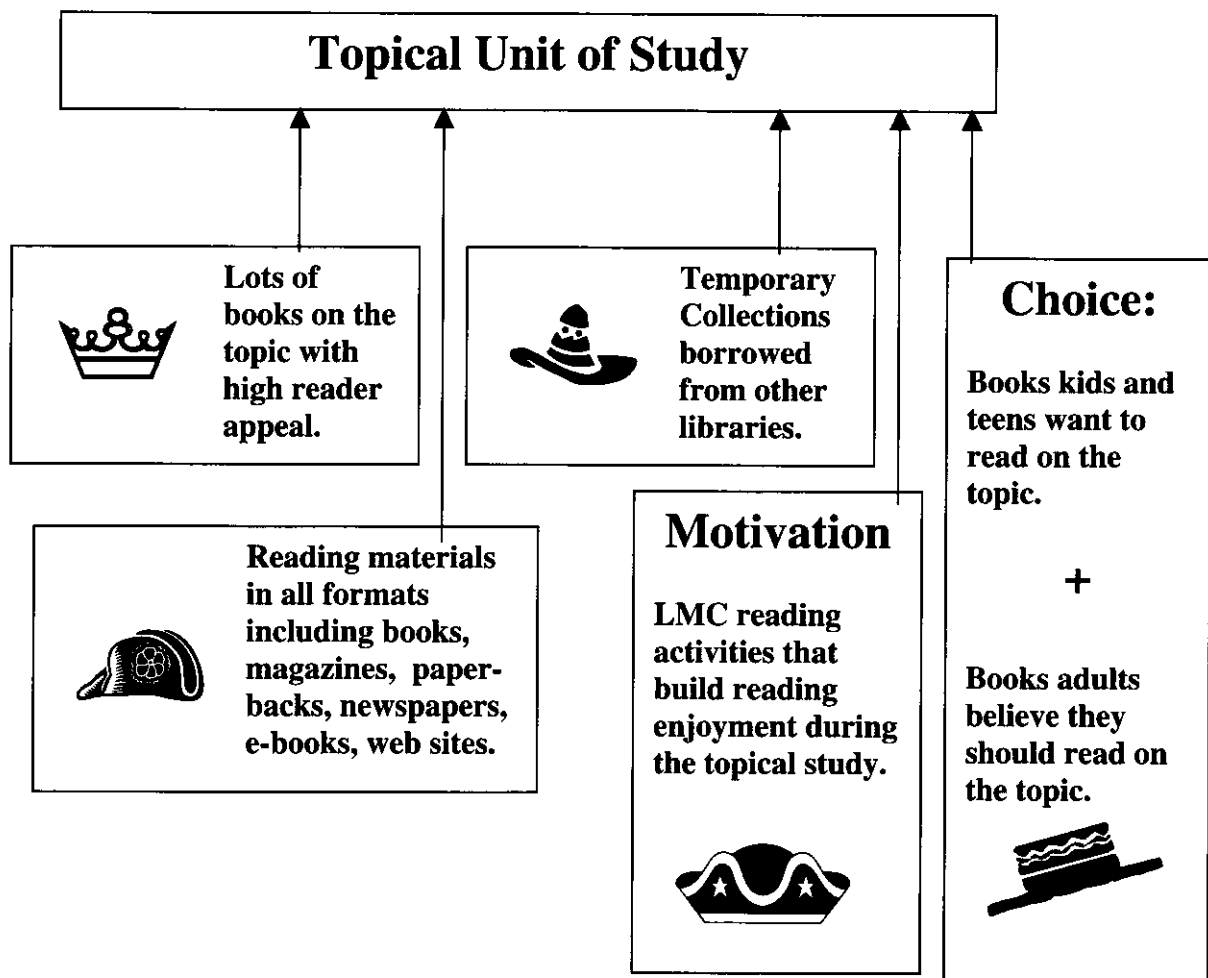 Topical Unit of Study
Lots of
books on the
topic with
high reader
appeal.
Temporary
Collections
borrowed
from other
libraries.
Choice:
Books kids and
teens want to
read on the
topic.
+
Books adults
believe they
should read on
the topic.
Reading materials
in all formats
including books,
magazines, paper-
backs, newspapers,
e-books, web sites.
Motivation
LMC reading
activities that
build reading
enjoyment during
the topical study.